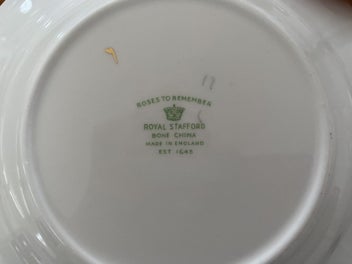 ROSES TO REMEMBER
ROYAL STAFFORD
BONE CHINA
MADE IN ENGLAND
EST 1845